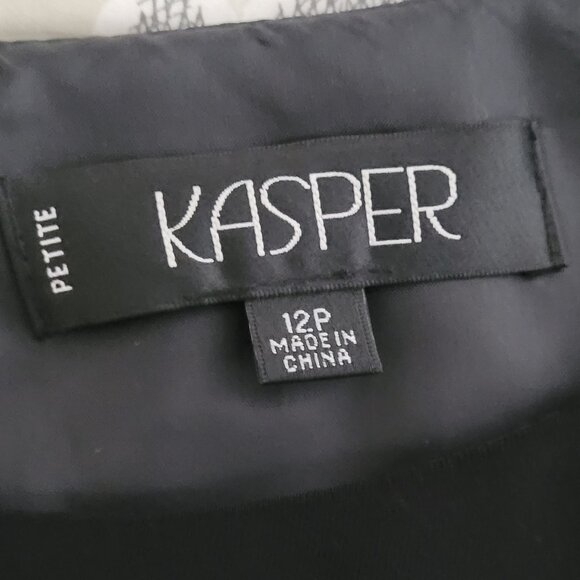 PETITE
KASPER
12P
MADE IN
CHINA